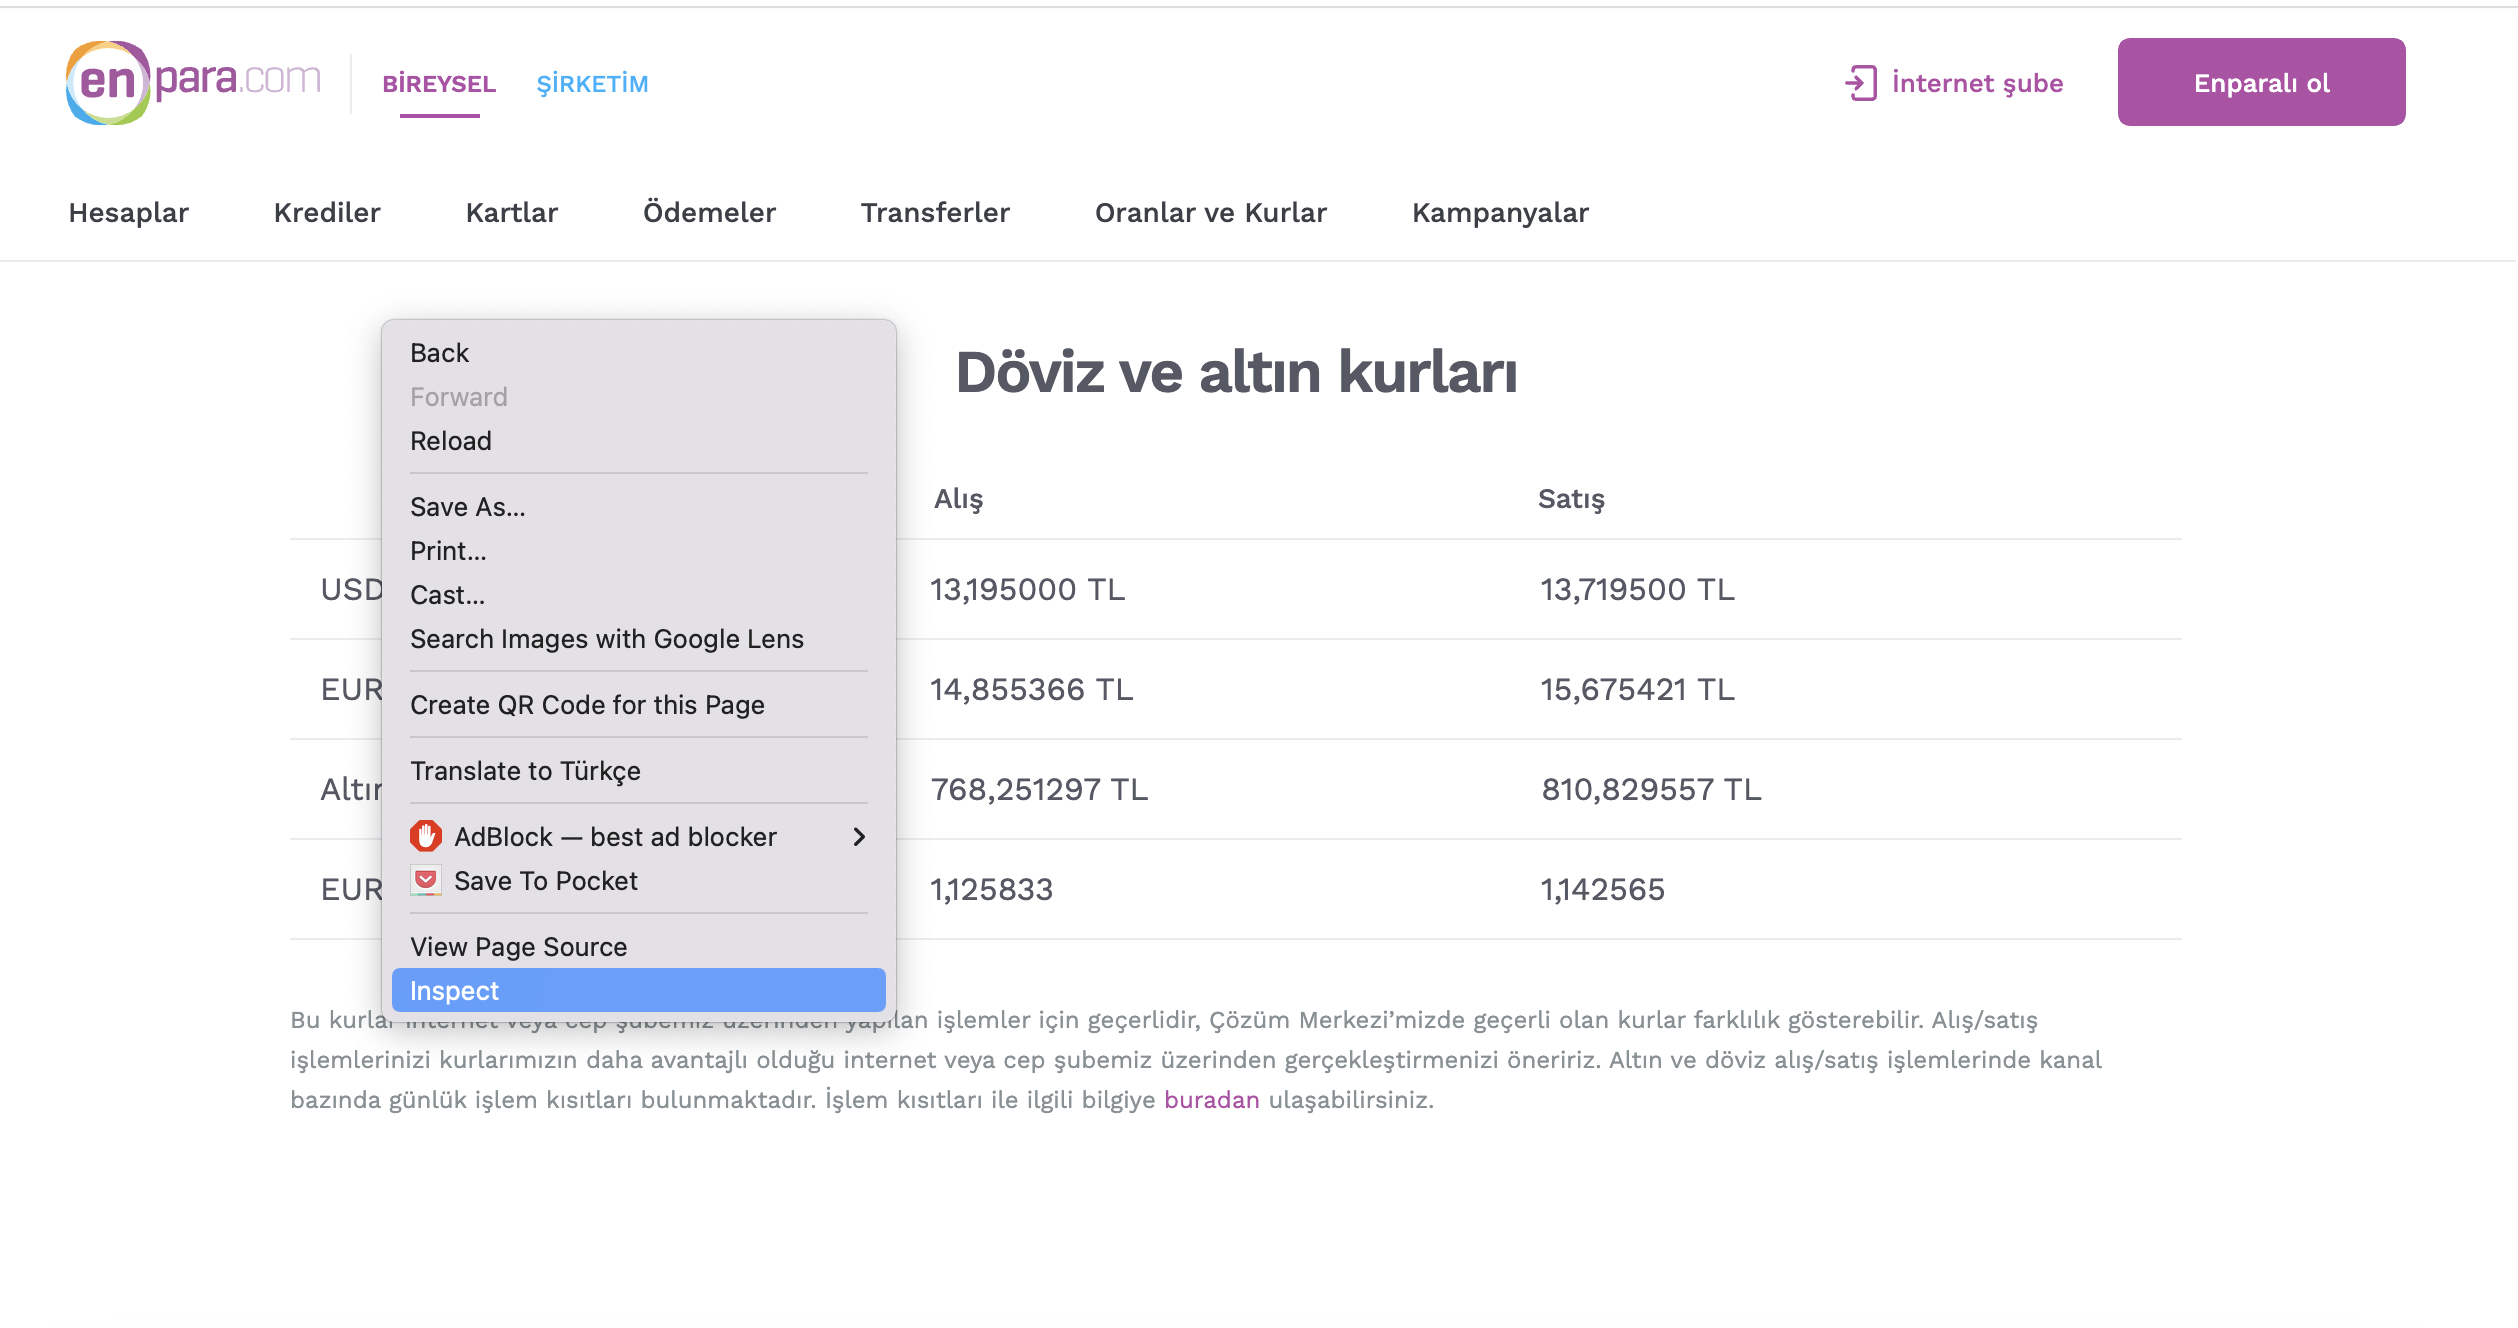 enpara.com
BİREYSEL
ŞİRKETİM
İnternet şube
Enparalı ol
Hesaplar
Krediler
Kartlar
Ödemeler
Transferler
Oranlar ve Kurlar
Kampanyalar
Döviz ve altın kurları
Back
Forward
Reload
Save As...
Print...
Cast...
Search Images with Google Lens
Create QR Code for this Page
Translate to Türkçe
AdBlock — best ad blocker
Save To Pocket
View Page Source
Inspect
Alış
Satış
USD
13,195000 TL
13,719500 TL
EUR
14,855366 TL
15,675421 TL
768,251297 TL
810,829557 TL
EUR
1,125833
1,142565
Bu kurlar internet veya cep şubemiz üzerinden yapılan işlemler için geçerlidir, Çözüm Merkezi’mizde geçerli olan kurlar farklılık gösterebilir. Alış/satış
işlemlerinizi kurlarımızın daha avantajlı olduğu internet veya cep şubemiz üzerinden gerçekleştirmenizi öneririz. Altın ve döviz alış/satış işlemlerinde kanal
bazında günlük işlem kısıtları bulunmaktadır. İşlem kısıtları ile ilgili bilgiye buradan ulaşabilirsiniz.